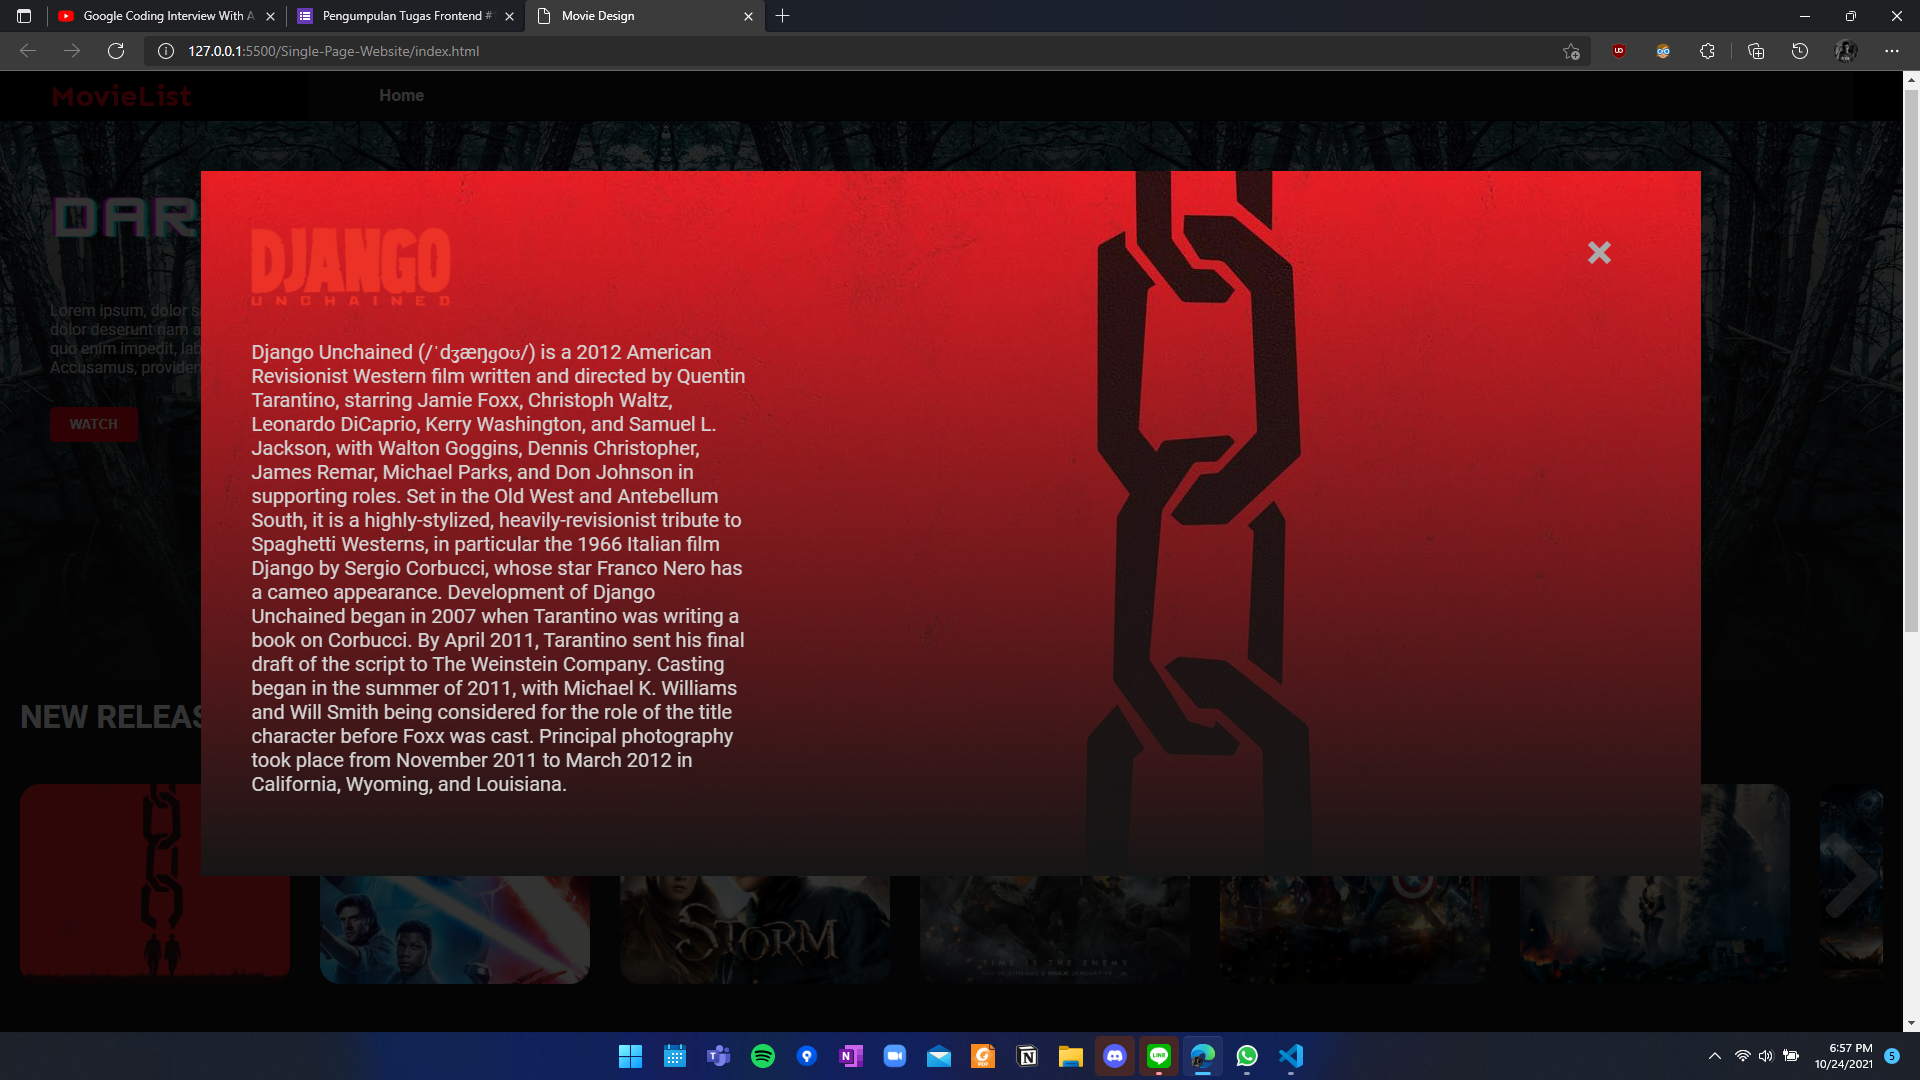 Google Coding Interview With A
Pengumpulan Tugas Frontend #
Movie Design
127.0.0.1:5500/Single-Page-Website/index.html
MovieList
Home
DAR
DJANGO
UNCHAINED
Lorem ipsum, dolor s
dolor deserunt nam a
quo enim impedit, lab
Accusamus, provider
WATCH
Django Unchained (/ˈdʒæŋɡoʊ/) is a 2012 American
Revisionist Western film written and directed by Quentin
Tarantino, starring Jamie Foxx, Christoph Waltz,
Leonardo DiCaprio, Kerry Washington, and Samuel L.
Jackson, with Walton Goggins, Dennis Christopher,
James Remar, Michael Parks, and Don Johnson in
supporting roles. Set in the Old West and Antebellum
South, it is a highly-stylized, heavily-revisionist tribute to
Spaghetti Westerns, in particular the 1966 Italian film
Django by Sergio Corbucci, whose star Franco Nero has
a cameo appearance. Development of Django
Unchained began in 2007 when Tarantino was writing a
book on Corbucci. By April 2011, Tarantino sent his final
draft of the script to The Weinstein Company. Casting
began in the summer of 2011, with Michael K. Williams
and Will Smith being considered for the role of the title
character before Foxx was cast. Principal photography
took place from November 2011 to March 2012 in
California, Wyoming, and Louisiana.
NEW RELEAS
STORM
TIME IS THE ENEMY
6:57 PM
10/24/2021
5